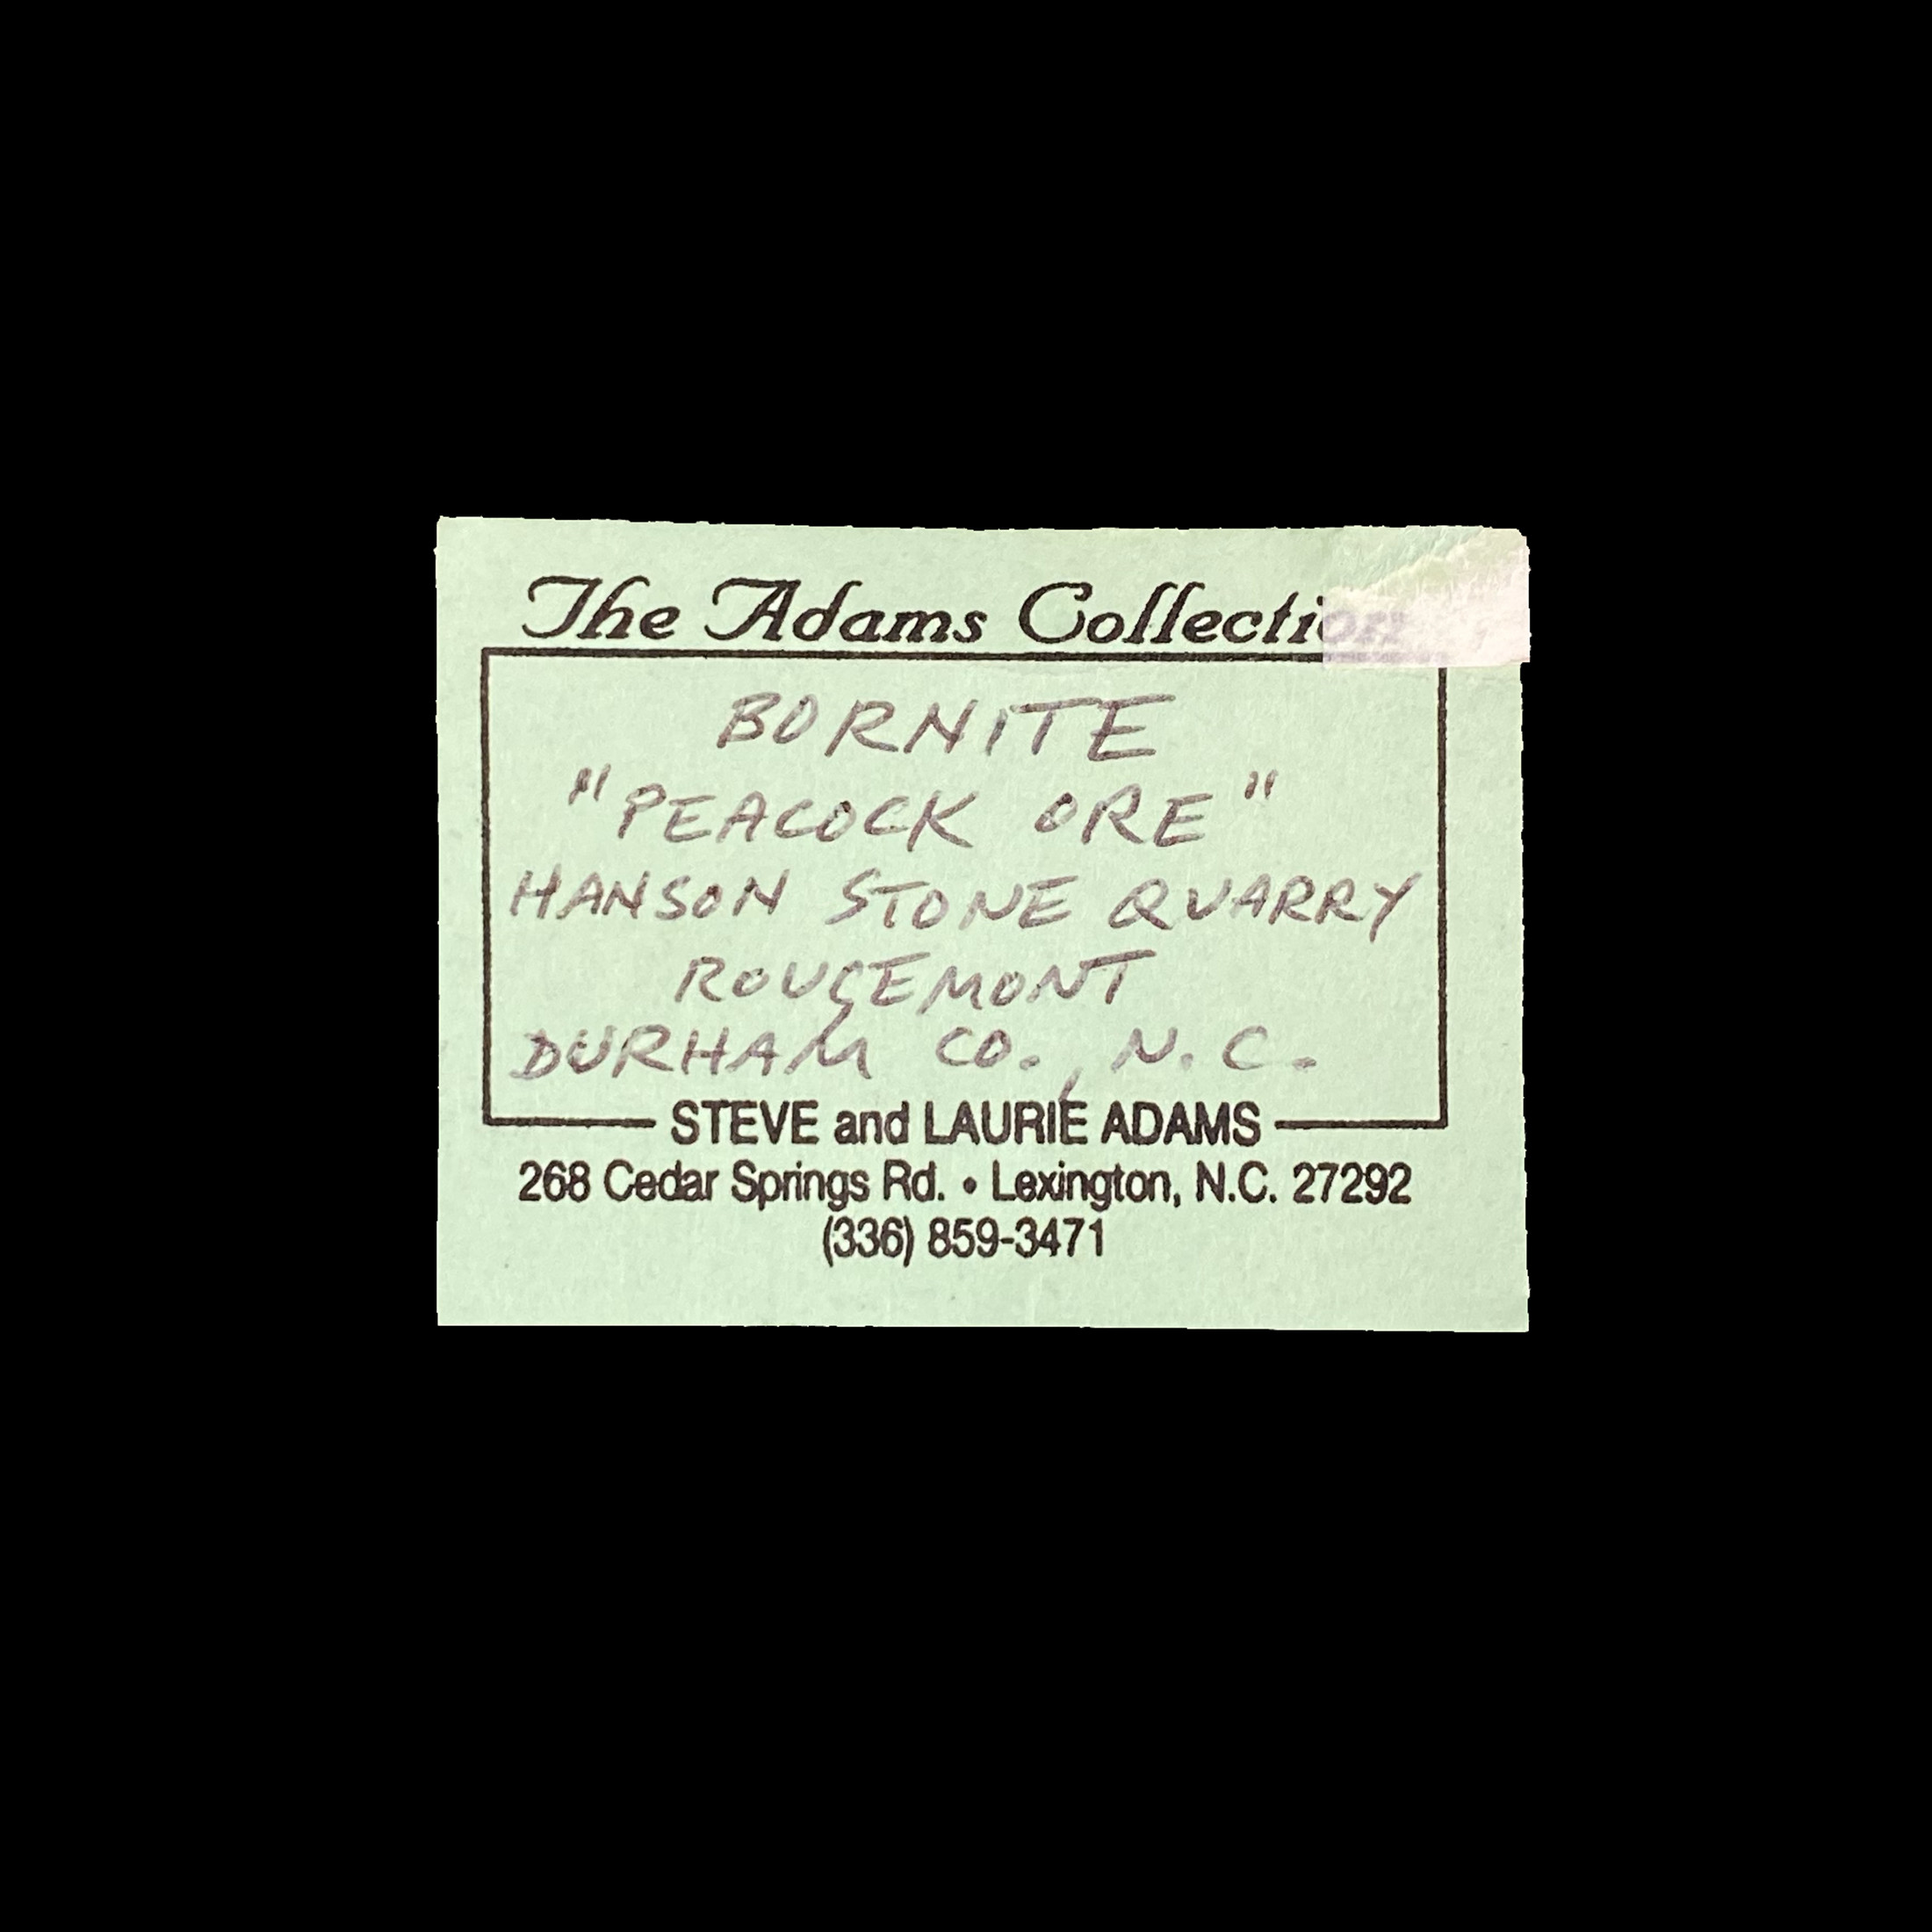 The Adams Collection
BORNITE
"PEACOCK ORE"
HANSON STONE QUARRY
ROUGEMONT
DURHAM CO., N.C.
STEVE and LAURIE ADAMS
268 Cedar Springs Rd. • Lexington, N.C. 27292
(336) 859-3471